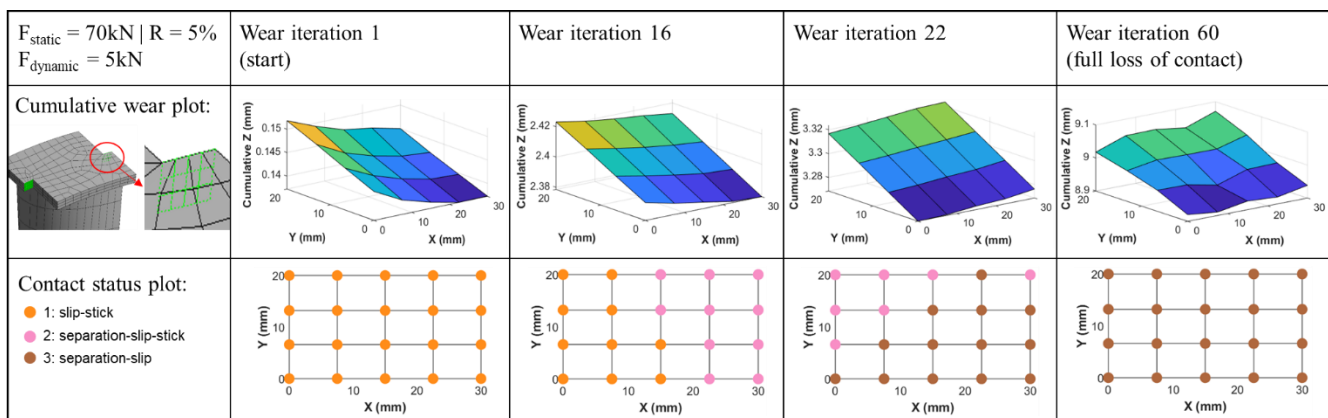 F_static = 70kN | R = 5%
F_dynamic = 5kN
Wear iteration 1
(start)
Wear iteration 16
Wear iteration 22
Wear iteration 60
(full loss of contact)
Cumulative wear plot:
Cumulative Z (mm)
0.15
0.145
0.14
20
10
0
Y (mm)
0
10
20
30
X (mm)
Cumulative Z (mm)
2.42
2.4
2.38
20
10
0
Y (mm)
0
10
20
30
X (mm)
Cumulative Z (mm)
3.32
3.3
3.28
20
10
0
Y (mm)
0
10
20
30
X (mm)
Cumulative Z (mm)
9.1
9
8.9
20
10
0
Y (mm)
0
10
20
30
X (mm)
Contact status plot:
1: slip-stick
2: separation-slip-stick
3: separation-slip
20
10
0
Y (mm)
0
10
20
30
X (mm)
20
10
0
Y (mm)
0
10
20
30
X (mm)
20
10
0
Y (mm)
0
10
20
30
X (mm)
20
10
0
Y (mm)
0
10
20
30
X (mm)